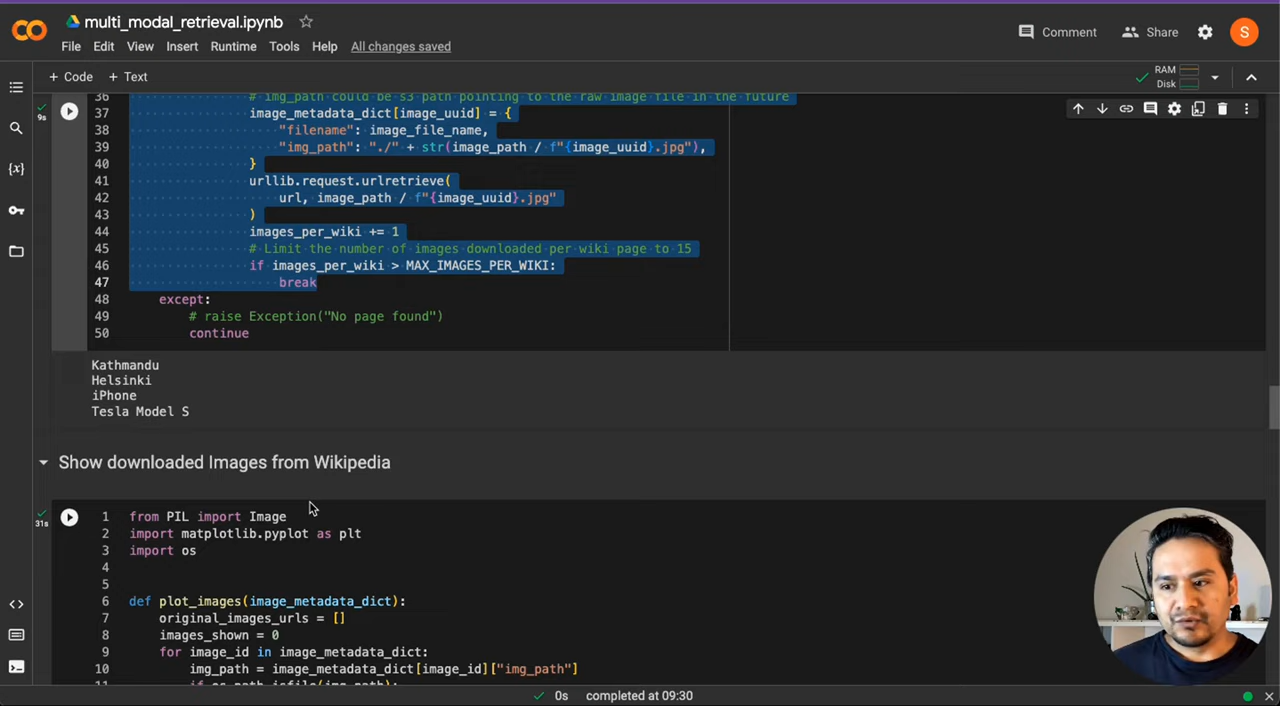 multi_modal_retrieval.ipynb
Comment
Share
S
File Edit View Insert Runtime Tools Help All changes saved
+ Code + Text
RAM
Disk
36 # img_path could be s3 path pointing to the raw image file in the future
9s
37 image_metadata_dict[image_uuid] = {
38 "filename": image_file_name,
39 "img_path": "./" + str(image_path / f"{image_uuid}.jpg"),
40 }
41 urllib.request.urlretrieve(
42 url, image_path / f"{image_uuid}.jpg"
43 )
44 images_per_wiki += 1
45 # Limit the number of images downloaded per wiki page to 15
46 if images_per_wiki > MAX_IMAGES_PER_WIKI:
47 break
48 except:
49 # raise Exception("No page found")
50 continue
Kathmandu
Helsinki
iPhone
Tesla Model S
Show downloaded Images from Wikipedia
31s
1 from PIL import Image
2 import matplotlib.pyplot as plt
3 import os
4
5
6 def plot_images(image_metadata_dict):
7 original_images_urls = []
8 images_shown = 0
9 for image_id in image_metadata_dict:
10 img_path = image_metadata_dict[image_id]["img_path"]
11 if os.path.isfile(img_path):
0s completed at 09:30